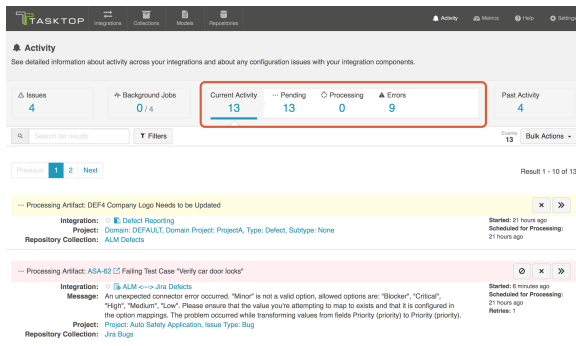 TASKTOP
Integrations
Collections
Models
Repositories
Activity
Metrics
Help
Settings
Activity
See detailed information about activity across your integrations and about any configuration issues with your integration components.
Issues
4
Background Jobs
0 / 4
Current Activity
13
Pending
13
Processing
0
Errors
9
Past Activity
4
Search list results
Filters
Events
13
Bulk Actions
Previous 1 2 Next
Result 1 - 10 of 13
Processing Artifact: DEF4 Company Logo Needs to be Updated
Integration: Defect Reporting
Project: Domain: DEFAULT, Domain Project: ProjectA, Type: Defect, Subtype: None
Repository Collection: ALM Defects
Started: 21 hours ago
Scheduled for Processing:
21 hours ago
Processing Artifact: ASA-62 Failing Test Case "Verify car door locks"
Integration: ALM <---> Jira Defects
Message: An unexpected connector error occurred. "Minor" is not a valid option, allowed options are: "Blocker", "Critical",
"High", "Medium", "Low". Please ensure that the value you're attempting to map to exists and that it is configured in
the option mappings. The problem occurred while transforming values from fields Priority (priority) to Priority (priority).
Project: Project: Auto Safety Application, Issue Type: Bug
Repository Collection: Jira Bugs
Started: 6 minutes ago
Scheduled for Processing:
21 hours ago
Retries: 1